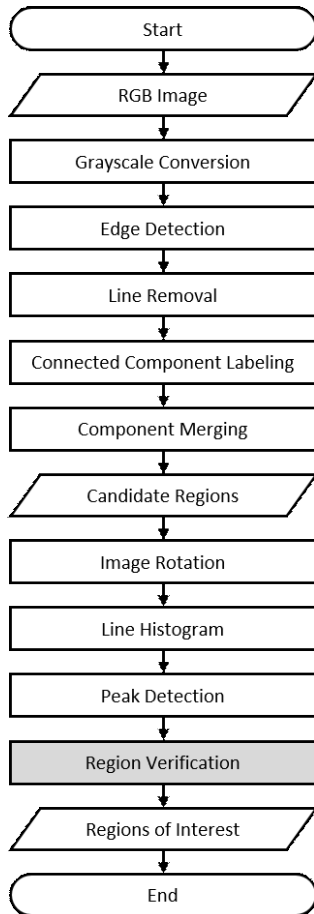 Start
RGB Image
Grayscale Conversion
Edge Detection
Line Removal
Connected Component Labeling
Component Merging
Candidate Regions
Image Rotation
Line Histogram
Peak Detection
Region Verification
Regions of Interest
End